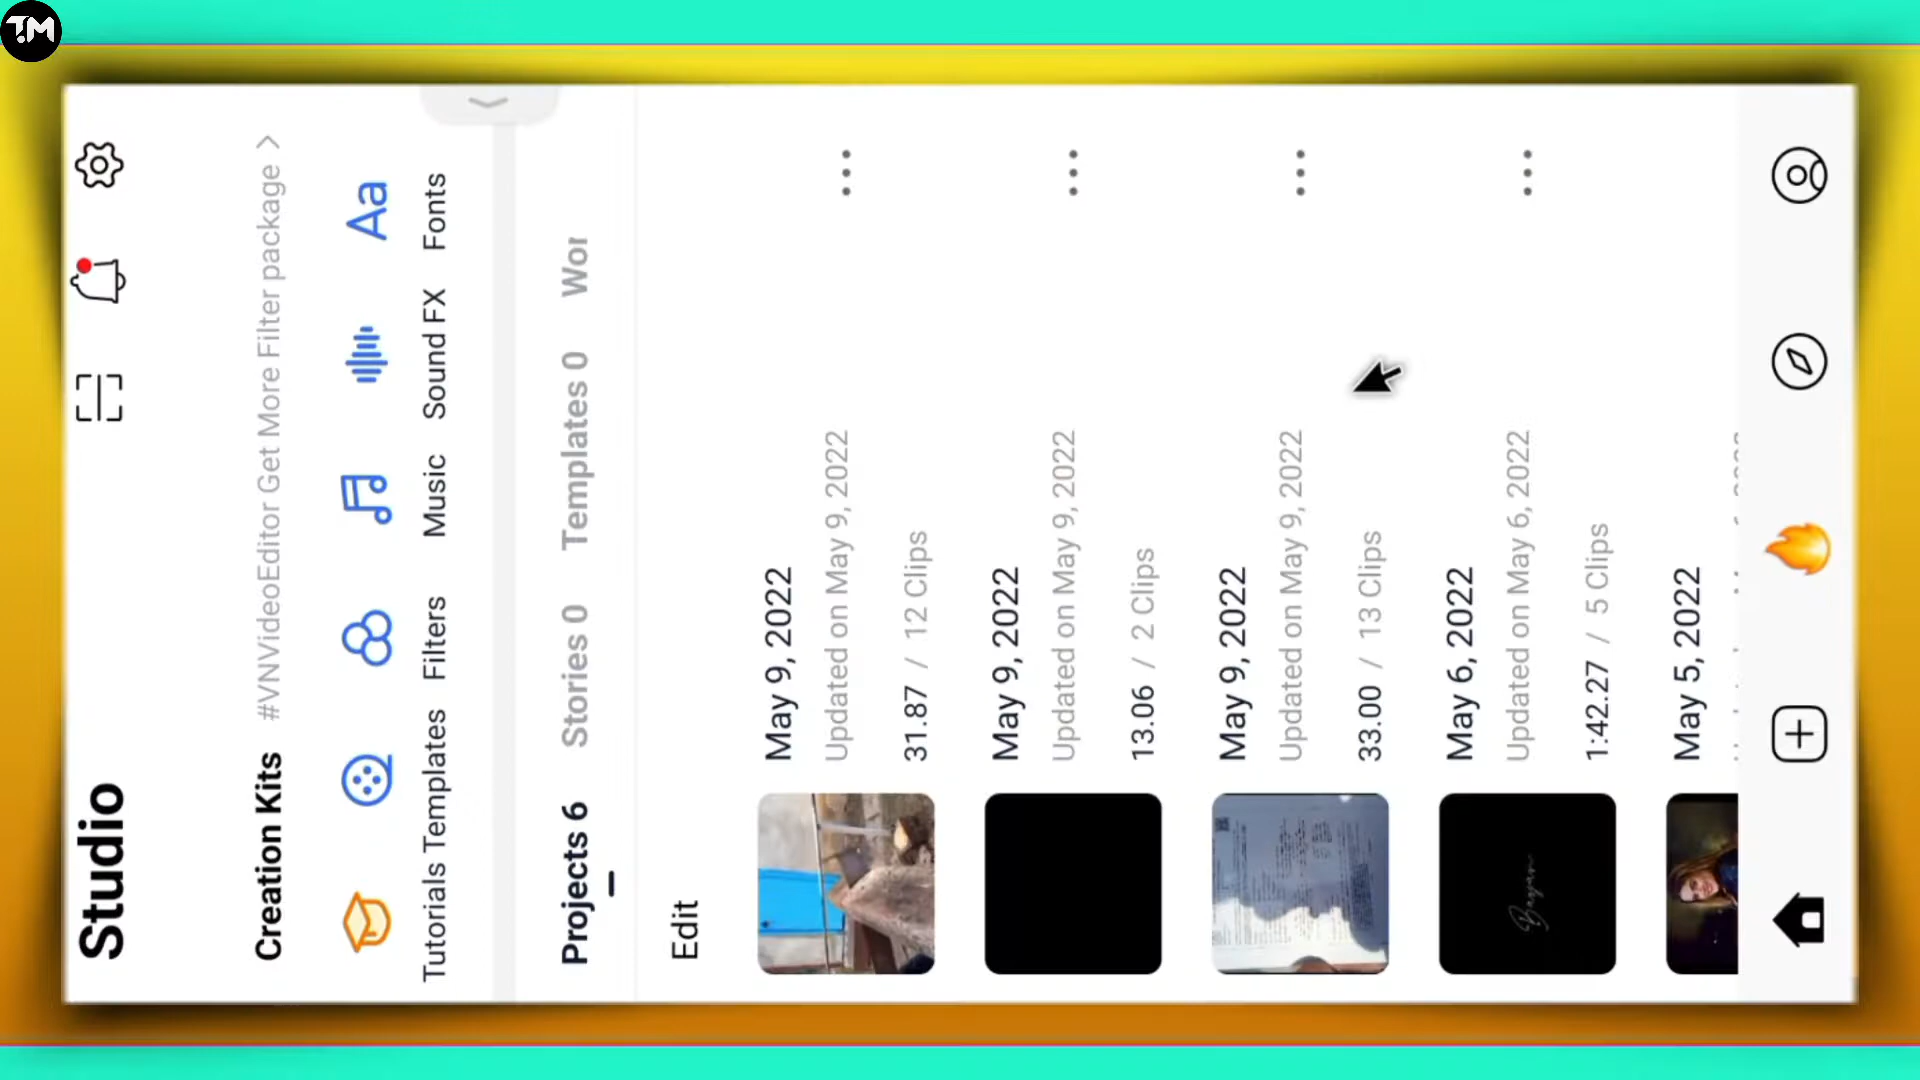 T.M
Studio
Creation Kits
#VNVideoEditor Get More Filter package >
Tutorials
Templates
Filters
Music
Sound FX
Fonts
Aa
Projects 6
Stories 0
Templates 0
Wor
Edit
May 9, 2022
Updated on May 9, 2022
31.87 / 12 Clips
May 9, 2022
Updated on May 9, 2022
13.06 / 2 Clips
May 9, 2022
Updated on May 9, 2022
33.00 / 13 Clips
May 6, 2022
Updated on May 6, 2022
1:42.27 / 5 Clips
May 5, 2022